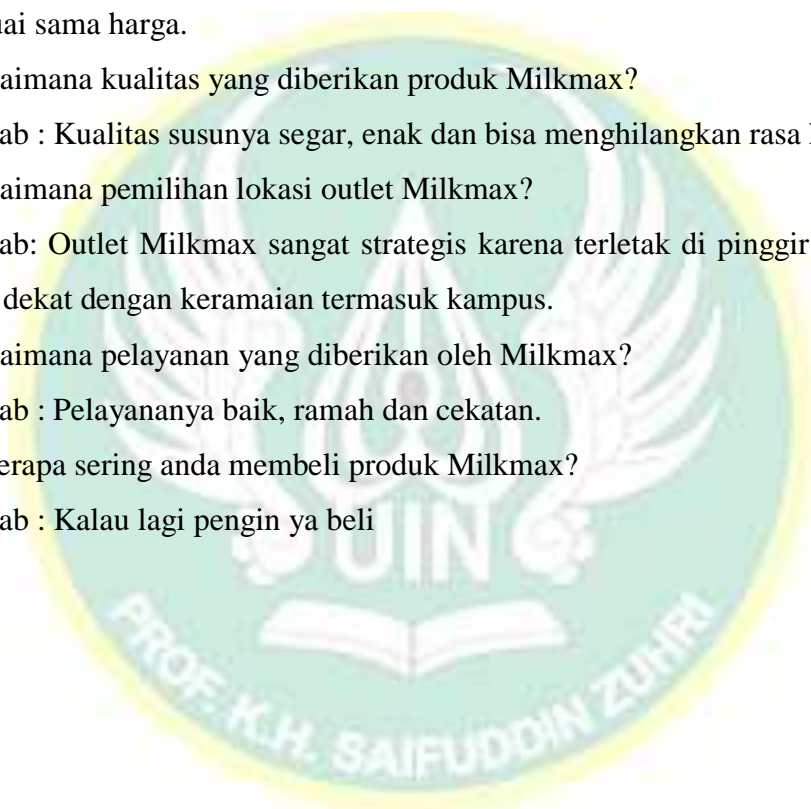 uai sama harga.
aimana kualitas yang diberikan produk Milkmax?
ab : Kualitas susunya segar, enak dan bisa menghilangkan rasa
aimana pemilihan lokasi outlet Milkmax?
ab: Outlet Milkmax sangat strategis karena terletak di pinggir
dekat dengan keramaian termasuk kampus.
aimana pelayanan yang diberikan oleh Milkmax?
ab : Pelayananya baik, ramah dan cekatan.
erapa sering anda membeli produk Milkmax?
ab : Kalau lagi pengin ya beli
UIN
PROF. K.H. SAIFUDDIN ZUHRI